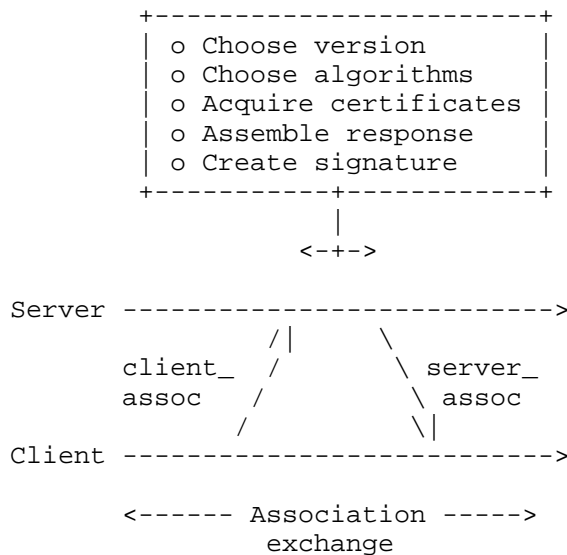 +-------------------------+
| o Choose version        |
| o Choose algorithms     |
| o Acquire certificates |
| o Assemble response     |
| o Create signature      |
+-----------+------------+
|
<-+->
Server --------------------------->
/|      \
client_   /        \ server_
assoc   /          \ assoc
/            \|
Client --------------------------->
<------ Association ----->
exchange